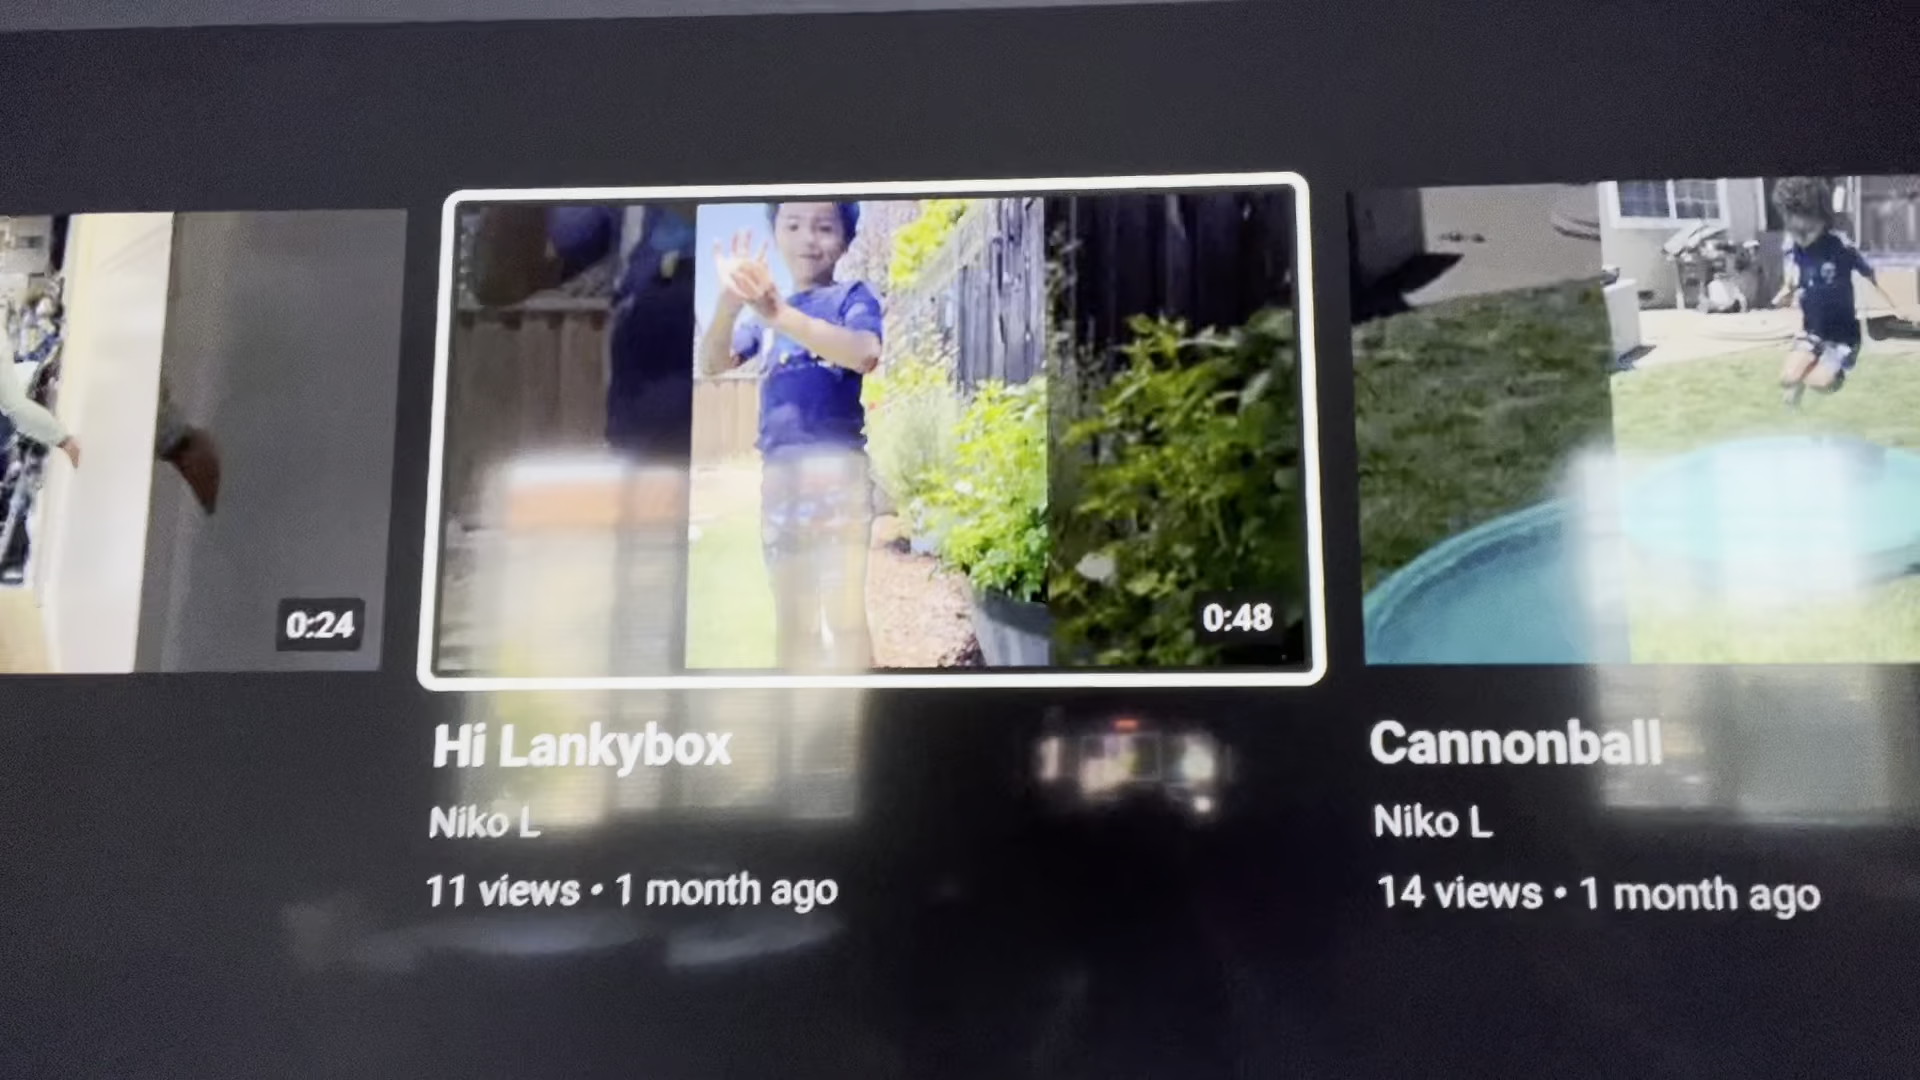 0:24
0:48
Hi Lankybox
Niko L
11 views • 1 month ago
Cannonball
Niko L
14 views • 1 month ago